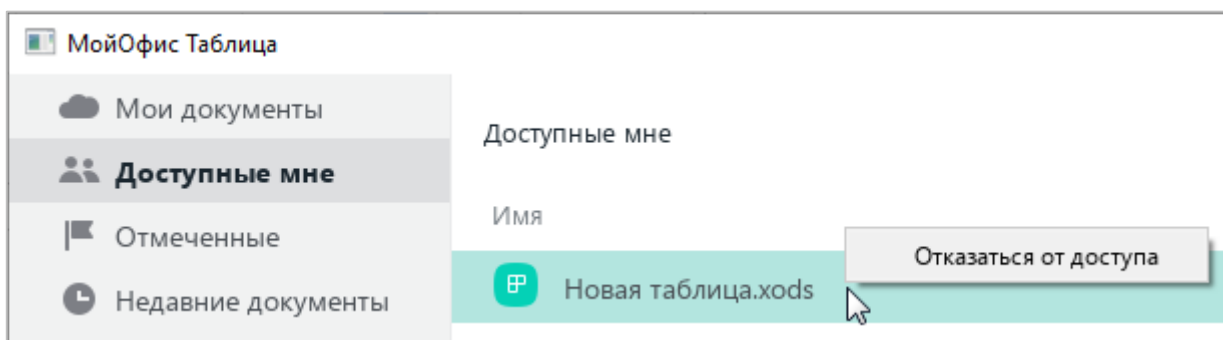 МойОфис Таблица
Мои документы
Доступные мне
Отмеченные
Недавние документы
Доступные мне
Имя
Новая таблица.xods
Отказаться от доступа